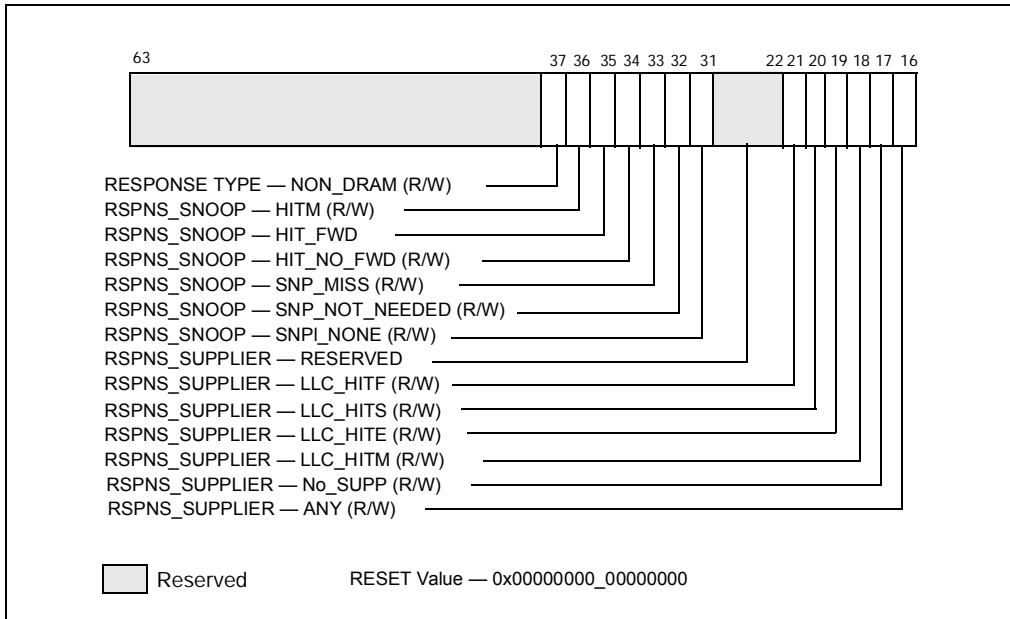 63 37 36 35 34 33 32 31 22 21 20 19 18 17 16
RESPONSE TYPE — NON_DRAM (R/W)
RSPNS_SNOOP — HITM (R/W)
RSPNS_SNOOP — HIT_FWD
RSPNS_SNOOP — HIT_NO_FWD (R/W)
RSPNS_SNOOP — SNP_MISS (R/W)
RSPNS_SNOOP — SNP_NOT_NEEDED (R/W)
RSPNS_SNOOP — SNPI_NONE (R/W)
RSPNS_SUPPLIER — RESERVED
RSPNS_SUPPLIER — LLC_HITF (R/W)
RSPNS_SUPPLIER — LLC_HITS (R/W)
RSPNS_SUPPLIER — LLC_HITE (R/W)
RSPNS_SUPPLIER — LLC_HITM (R/W)
RSPNS_SUPPLIER — No_SUPP (R/W)
RSPNS_SUPPLIER — ANY (R/W)
Reserved RESET Value — 0x00000000_00000000